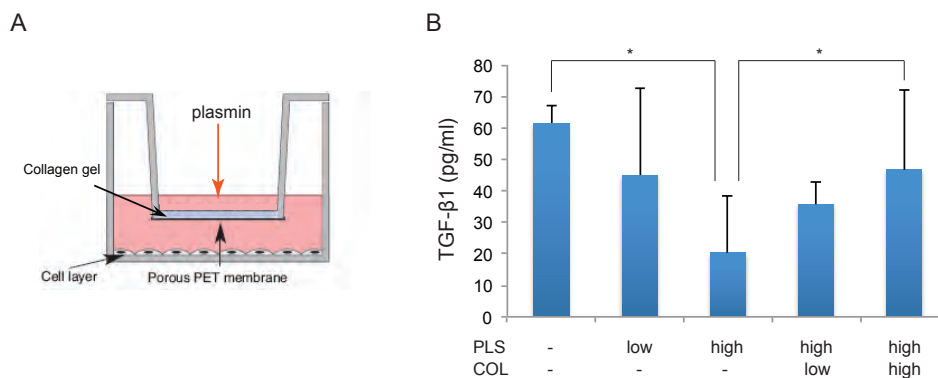 A
plasmin
Collagen gel
Cell layer
Porous PET membrane
B
* *
80
70
60
50
40
30
20
10
0
TGF-β1 (pg/ml)
PLS - low high high high
COL - - - low high